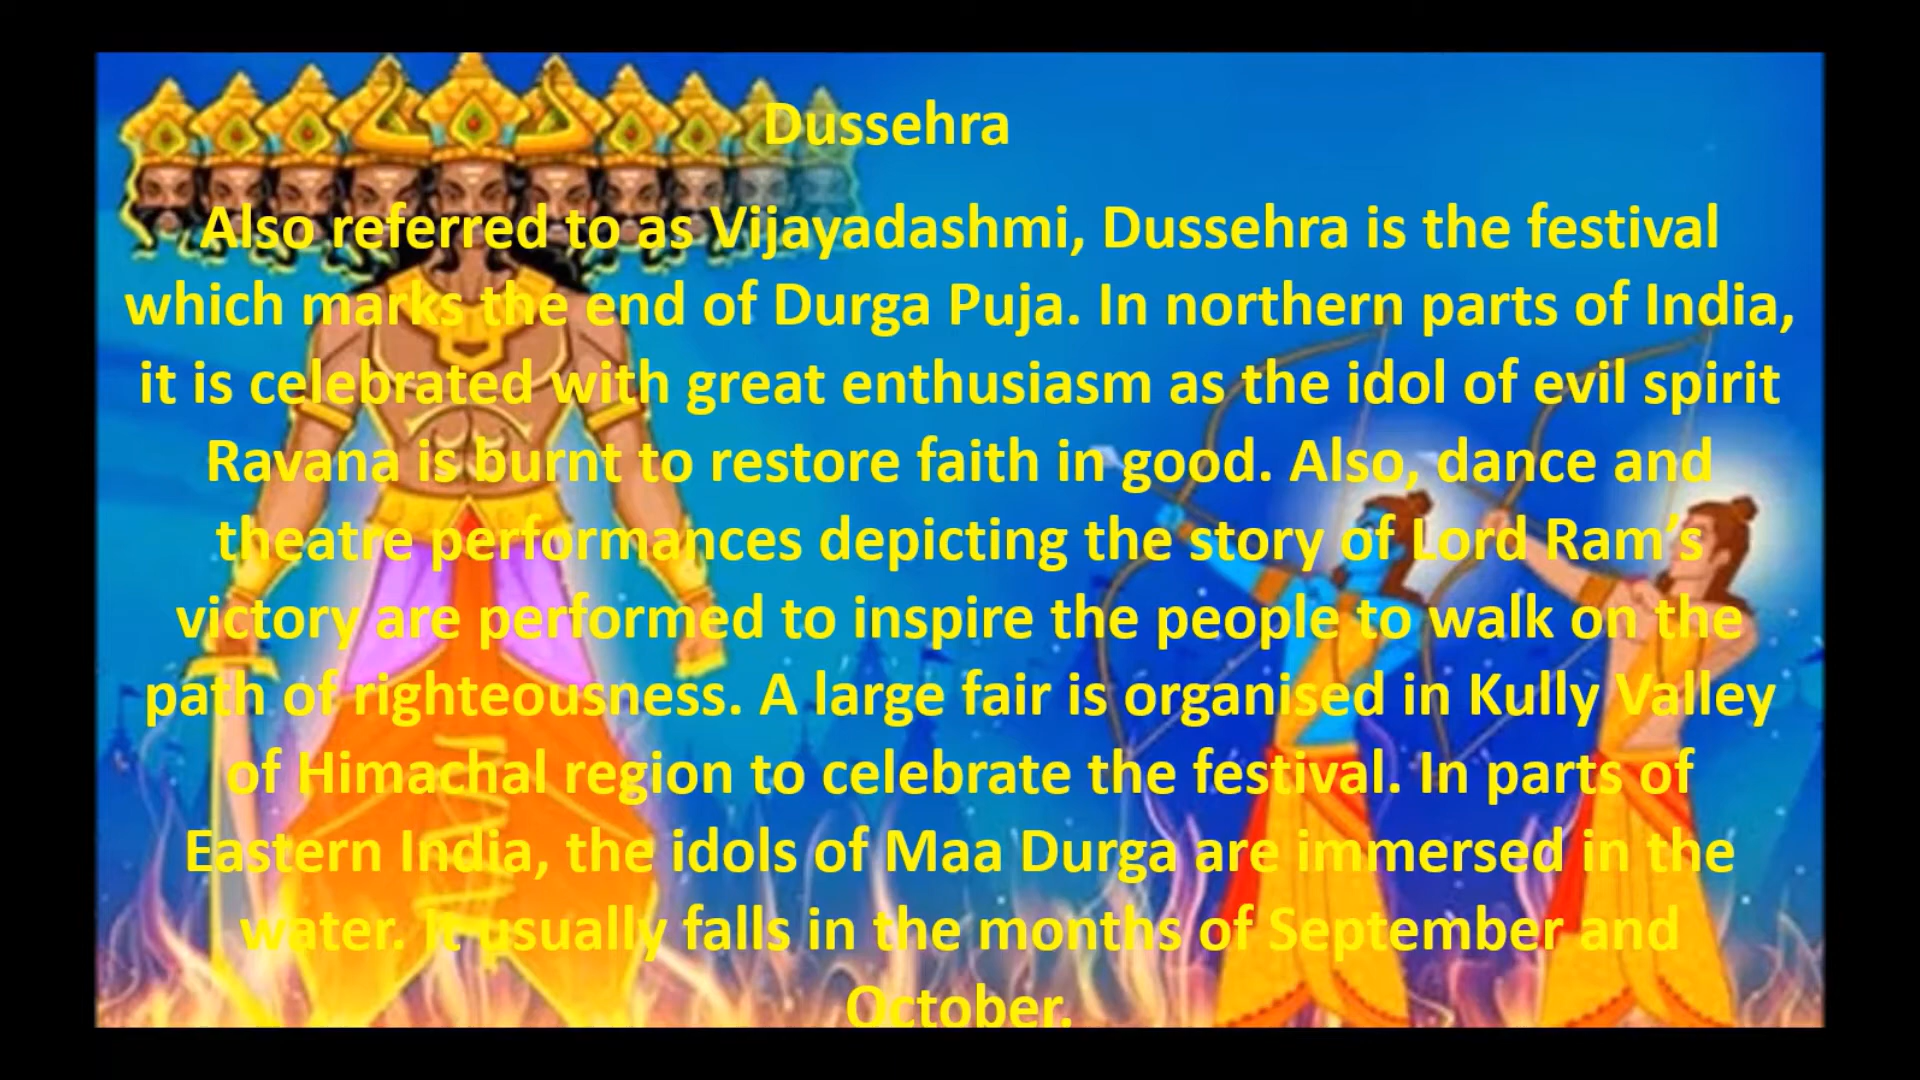 Dussehra
Also referred to as Vijayadashmi, Dussehra is the festival
which marks the end of Durga Puja. In northern parts of India,
it is celebrated with great enthusiasm as the idol of evil spirit
Ravana is burnt to restore faith in good. Also, dance and
theatre performances depicting the story of Lord Ram’s
victory are performed to inspire the people to walk on the
path of righteousness. A large fair is organised in Kully Valley
of Himachal region to celebrate the festival. In parts of
Eastern India, the idols of Maa Durga are immersed in the
water. It usually falls in the months of September and
October.